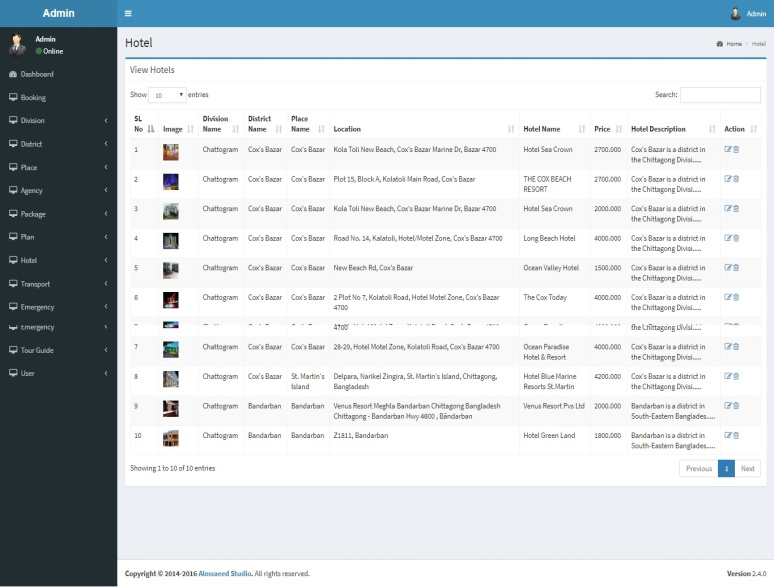 Admin
Admin
Admin
Online
Hotel
Home > Hotel
Dashboard
Booking
Division
District
Place
Agency
Package
Plan
Hotel
Transport
Emergency
Emergency
Tour Guide
User
View Hotels
Show 10 entries
Search:
SL No Image Division Name District Name Place Name Location Hotel Name Price Hotel Description Action
1 Chattogram Cox's Bazar Cox's Bazar Kola Toli New Beach, Cox's Bazar Marine Dr, Bazar 4700 Hotel Sea Crown 2700.000 Cox's Bazar is a district in
the Chittagong Divisi.....
2 Chattogram Cox's Bazar Cox's Bazar Plot 15, Block A, Kolatoli Main Road, Cox's Bazar THE COX BEACH 2700.000 Cox's Bazar is a district in
RESORT the Chittagong Divisi.....
3 Chattogram Cox's Bazar Cox's Bazar Kola Toli New Beach, Cox's Bazar Marine Dr, Bazar 4700 Hotel Sea Crown 2000.000 Cox's Bazar is a district in
the Chittagong Divisi.....
4 Chattogram Cox's Bazar Cox's Bazar Road No. 14, Kalatoli, Hotel/Motel Zone, Cox's Bazar 4700 Long Beach Hotel 4000.000 Cox's Bazar is a district in
the Chittagong Divisi.....
5 Chattogram Cox's Bazar Cox's Bazar New Beach Rd, Cox's Bazar Ocean Valley Hotel 1500.000 Cox's Bazar is a district in
the Chittagong Divisi.....
6 Chattogram Cox's Bazar Cox's Bazar 2 Plot No 7, Kolatoli Road, Hotel Motel Zone, Cox's Bazar The Cox Today 4000.000 Cox's Bazar is a district in
4700 the Chittagong Divisi.....
4700 the Chittagong Divisi.....
7 Chattogram Cox's Bazar Cox's Bazar 28-29, Hotel Motel Zone, Kolatoli Road, Cox's Bazar 4700 Ocean Paradise 4000.000 Cox's Bazar is a district in
Hotel & Resort the Chittagong Divisi.....
8 Chattogram Cox's Bazar St. Martin's Delpara, Narikel Zingira, St. Martin's Island, Chittagong, Hotel Blue Marine 4200.000 Cox's Bazar is a district in
Island Bangladesh Resorts St.Martin the Chittagong Divisi.....
9 Chattogram Bandarban Bandarban Venus Resort Meghla Bandarban Chittagong Bangladesh Venus Resort Pvs Ltd 2000.000 Bandarban is a district in
Chittagong - Bandarban Hwy 4600 , Bāndarban South-Eastern Banglades.....
10 Chattogram Bandarban Bandarban Z1811, Bandarban Hotel Green Land 1800.000 Bandarban is a district in
South-Eastern Banglades.....
Showing 1 to 10 of 10 entries
Previous 1 Next
Copyright © 2014-2016 Almsaeed Studio. All rights reserved.
Version 2.4.0